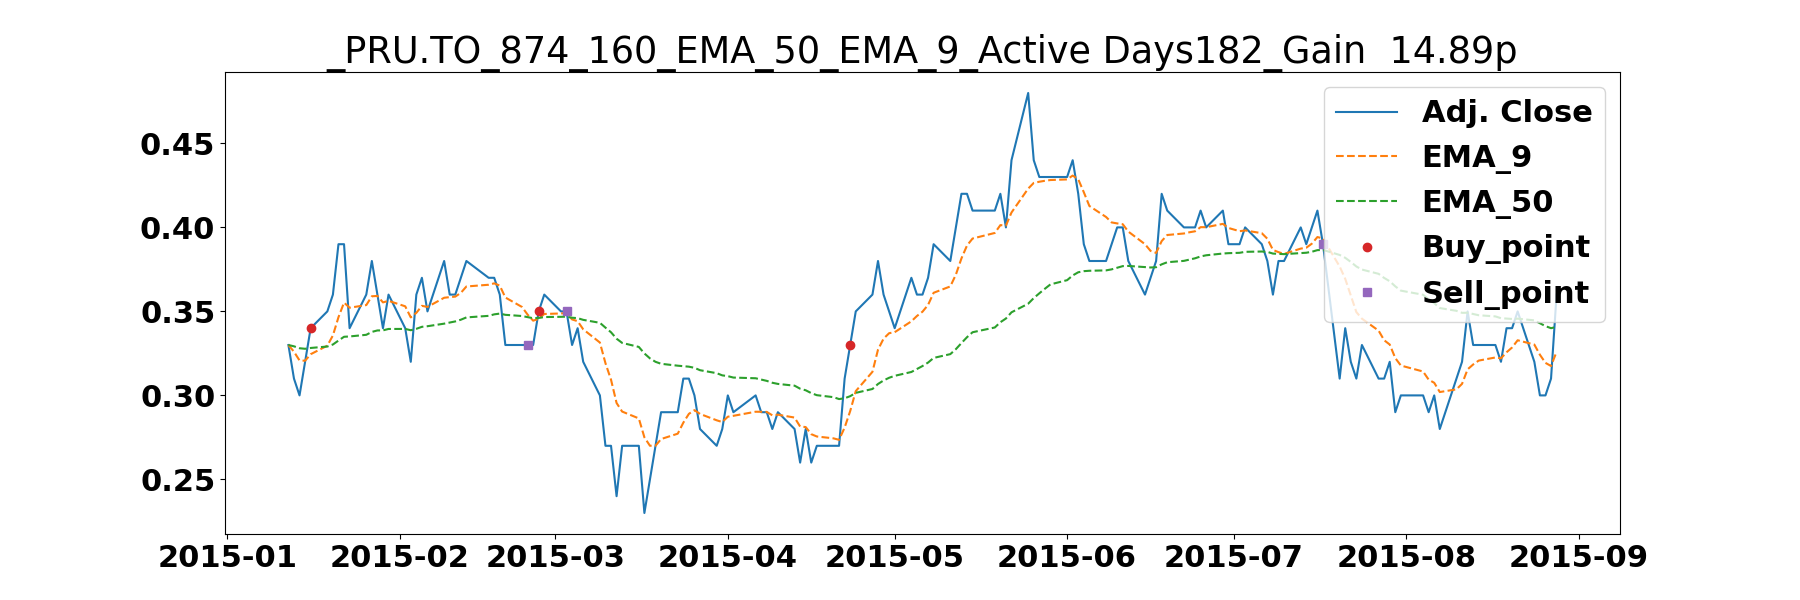 _PRU.TO_874_160_EMA_50_EMA_9_Active Days182_Gain  14.89p
Adj. Close
EMA_9
EMA_50
Buy_point
Sell_point
0.45
0.40
0.35
0.30
0.25
2015-01 2015-02 2015-03 2015-04 2015-05 2015-06 2015-07 2015-08 2015-09